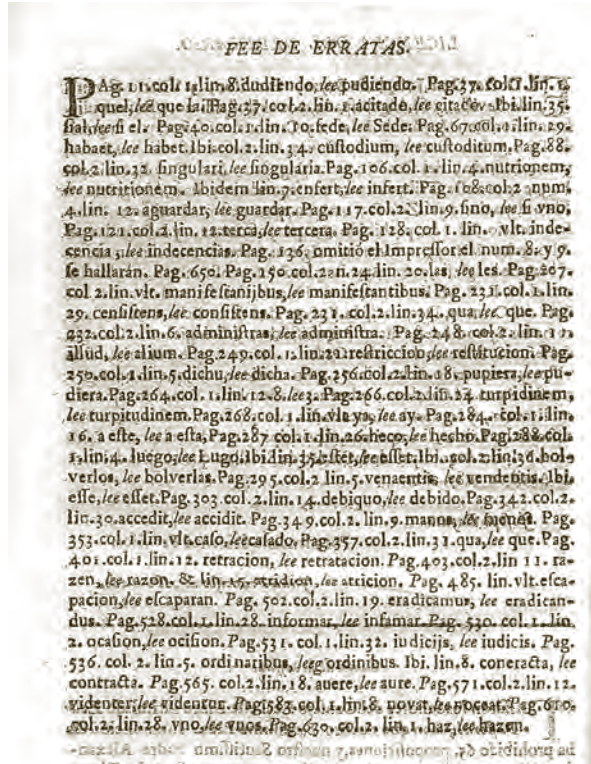 FEE DE ERRATAS.
PAg. 11. col. 1. lin. 8. dudiendo, lee pudiendo. Pag. 37. col. 1. lin. 1.
quel, lee que la. Pag. 37. col. 2. lin. 1. acitado, lee Ibi. lin. 35.
sial, lee si el. Pag. 40. col. 1. lin. 10. fede, lee Sede. Pag. 67. col. 1. lin. 29.
habaet, lee habet. Ibi. col. 2. lin. 34. custodium, lee custoditum. Pag. 88.
col. 2. lin. 32. singulari, lee singularia. Pag. 106. col. 1. lin. 4. nutrionem,
lee nutritionem. Ibidem lin. 7. enfert, lee infert. Pag. 108. col. 2. num.
4. lin. 12. aguardar, lee guardar. Pag. 117. col. 2. lin. 9. sino, lee si vno,
Pag. 121. col. 2. lin. 12. terca, lee tercera. Pag. 128. col. 1. lin. vlt. inde-
cencia, lee indecencias. Pag. 136. omitió el Impressor el num. 8. y 9.
se hallarán. Pag. 650. Pag. 150. col. 2. n. 24. lin. 20. las, lee les. Pag. 207.
col. 2. lin. vlt. manifestanijbus, lee manifestantibus. Pag. 231. col. 1. lin.
29. censistens, lee consistens. Pag. 231. col. 2. lin. 34. qua, lee que. Pag.
232. col. 2. lin. 6. administras, lee administra. Pag. 248. col. 2. lin. 11.
allud, lee alium. Pag. 249. col. 1. lin. 21. restriccion, lee restitucion. Pag.
250. col. 1. lin. 5. dichu, lee dicha. Pag. 256. col. 2. lin. 18. pupiera, lee pu-
diera. Pag. 264. col. 1. lin. 12. 8. lee 3. Pag. 266. col. 2. lin. 24. turpidinem,
lee turpitudinem. Pag. 268. col. 1. lin. vlt. ya, lee ay. Pag. 284. col. 1. lin.
16. a este, lee a esta, Pag. 287. col. 1. lin. 26. heco, lee hecho. Pag. 288. col.
1. lin. 4. luego, lee Lugo. Ibi. lin. 35. estet, lee esset. Ibi. col. 2. lin. 36. bol-
verlos, lee bolverlas. Pag. 295. col. 2. lin. 5. venaentis, lee vendentis. Ibi.
esse, lee esset. Pag. 303. col. 2. lin. 14. debiquo, lee debido. Pag. 342. col. 2.
lin. 30. accedit, lee accidit. Pag. 349. col. 2. lin. 9. manos, lee menos. Pag.
353. col. 1. lin. vlt. caso, lee casado. Pag. 357. col. 2. lin. 31. qua, lee que. Pag.
401. col. 1. lin. 12. retracion, lee retratacion. Pag. 403. col. 2. lin 11. ra-
zen, lee razon. & lin. 15. atridion, lee atricion. Pag. 485. lin. vlt. esca-
pacion, lee escaparan. Pag. 502. col. 2. lin. 19. eradicamus, lee eradican-
dus. Pag. 528. col. 1. lin. 28. informar, lee infamar. Pag. 530. col. 1. lin.
2. ocasion, lee ocision. Pag. 531. col. 1. lin. 32. iudicijs, lee iudicis. Pag.
536. col. 2. lin. 5. ordinaribus, lee ordinibus. Ibi. lin. 8. coneracta, lee
contracta. Pag. 565. col. 2. lin. 18. auere, lee aure. Pag. 571. col. 2. lin. 12.
videnter, lee videntur. Pag. 583. col. 1. lin. 8. novat, lee noceat. Pag. 610.
col. 2. lin. 28. vno, lee vnos. Pag. 630. col. 2. lin. 1. haz, lee hazen.